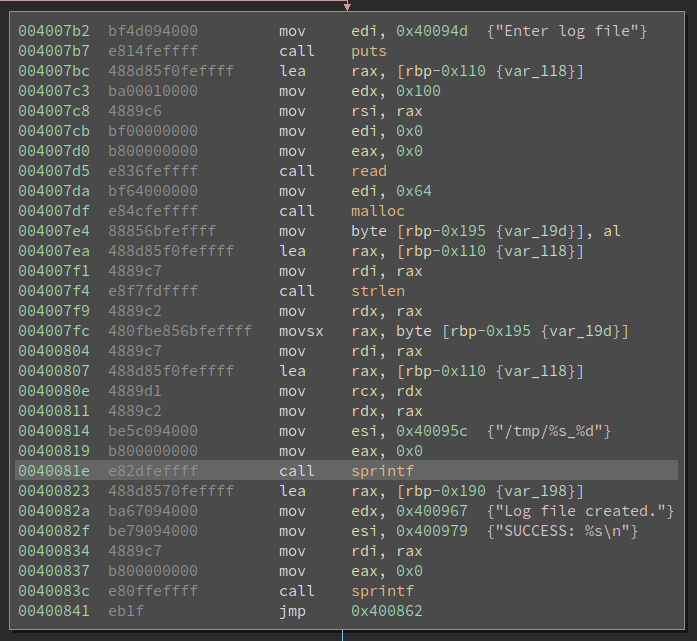 004007b2 bf4d094000 mov edi, 0x40094d {"Enter log file"}
004007b7 e814feffff call puts
004007bc 488d85f0feffff lea rax, [rbp-0x110 {var_118}]
004007c3 ba00010000 mov edx, 0x100
004007c8 4889c6 mov rsi, rax
004007cb bf00000000 mov edi, 0x0
004007d0 b800000000 mov eax, 0x0
004007d5 e836feffff call read
004007da bf64000000 mov edi, 0x64
004007df e84cfeffff call malloc
004007e4 88856bfeffff mov byte [rbp-0x195 {var_19d}], al
004007ea 488d85f0feffff lea rax, [rbp-0x110 {var_118}]
004007f1 4889c7 mov rdi, rax
004007f4 e8f7fdffff call strlen
004007f9 4889c2 mov rdx, rax
004007fc 480fbe856bfeffff movsx rax, byte [rbp-0x195 {var_19d}]
00400804 4889c7 mov rdi, rax
00400807 488d85f0feffff lea rax, [rbp-0x110 {var_118}]
0040080e 4889d1 mov rcx, rdx
00400811 4889c2 mov rdx, rax
00400814 be5c094000 mov esi, 0x40095c {"/tmp/%s_%d"}
00400819 b800000000 mov eax, 0x0
0040081e e82dfeffff call sprintf
00400823 488d8570feffff lea rax, [rbp-0x190 {var_198}]
0040082a ba67094000 mov edx, 0x400967 {"Log file created."}
0040082f be79094000 mov esi, 0x400979 {"SUCCESS: %s\n"}
00400834 4889c7 mov rdi, rax
00400837 b800000000 mov eax, 0x0
0040083c e80ffeffff call sprintf
00400841 eb1f jmp 0x400862